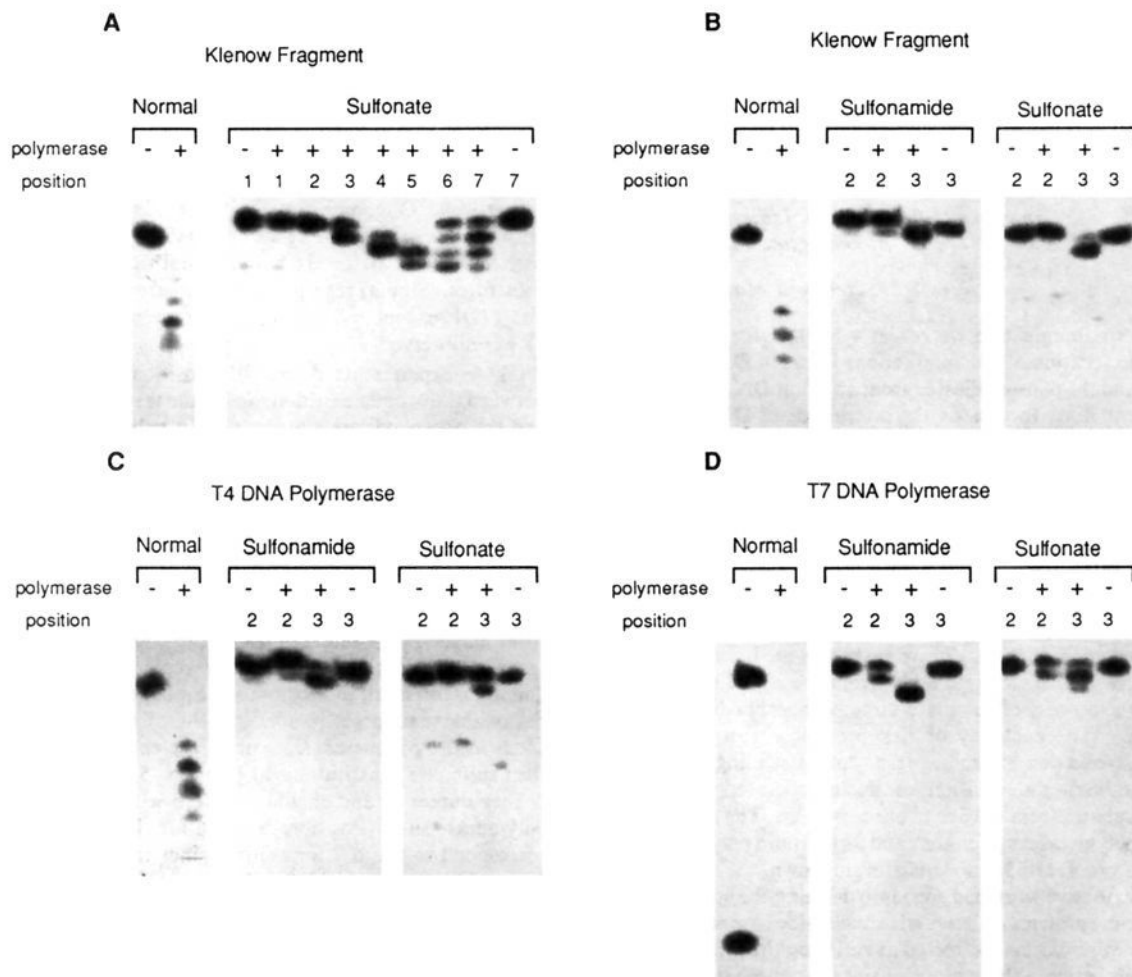 A
Klenow Fragment
Normal Sulfonate
polymerase - + - + + + + + + + -
position 1 1 2 3 4 5 6 7 7
B
Klenow Fragment
Normal Sulfonamide Sulfonate
- + - + + - - + + -
2 2 3 3 2 2 3 3
C
T4 DNA Polymerase
Normal Sulfonamide Sulfonate
polymerase - + - + + - - + + -
position 2 2 3 3 2 2 3 3
D
T7 DNA Polymerase
Normal Sulfonamide Sulfonate
polymerase - + - + + - - + + -
position 2 2 3 3 2 2 3 3